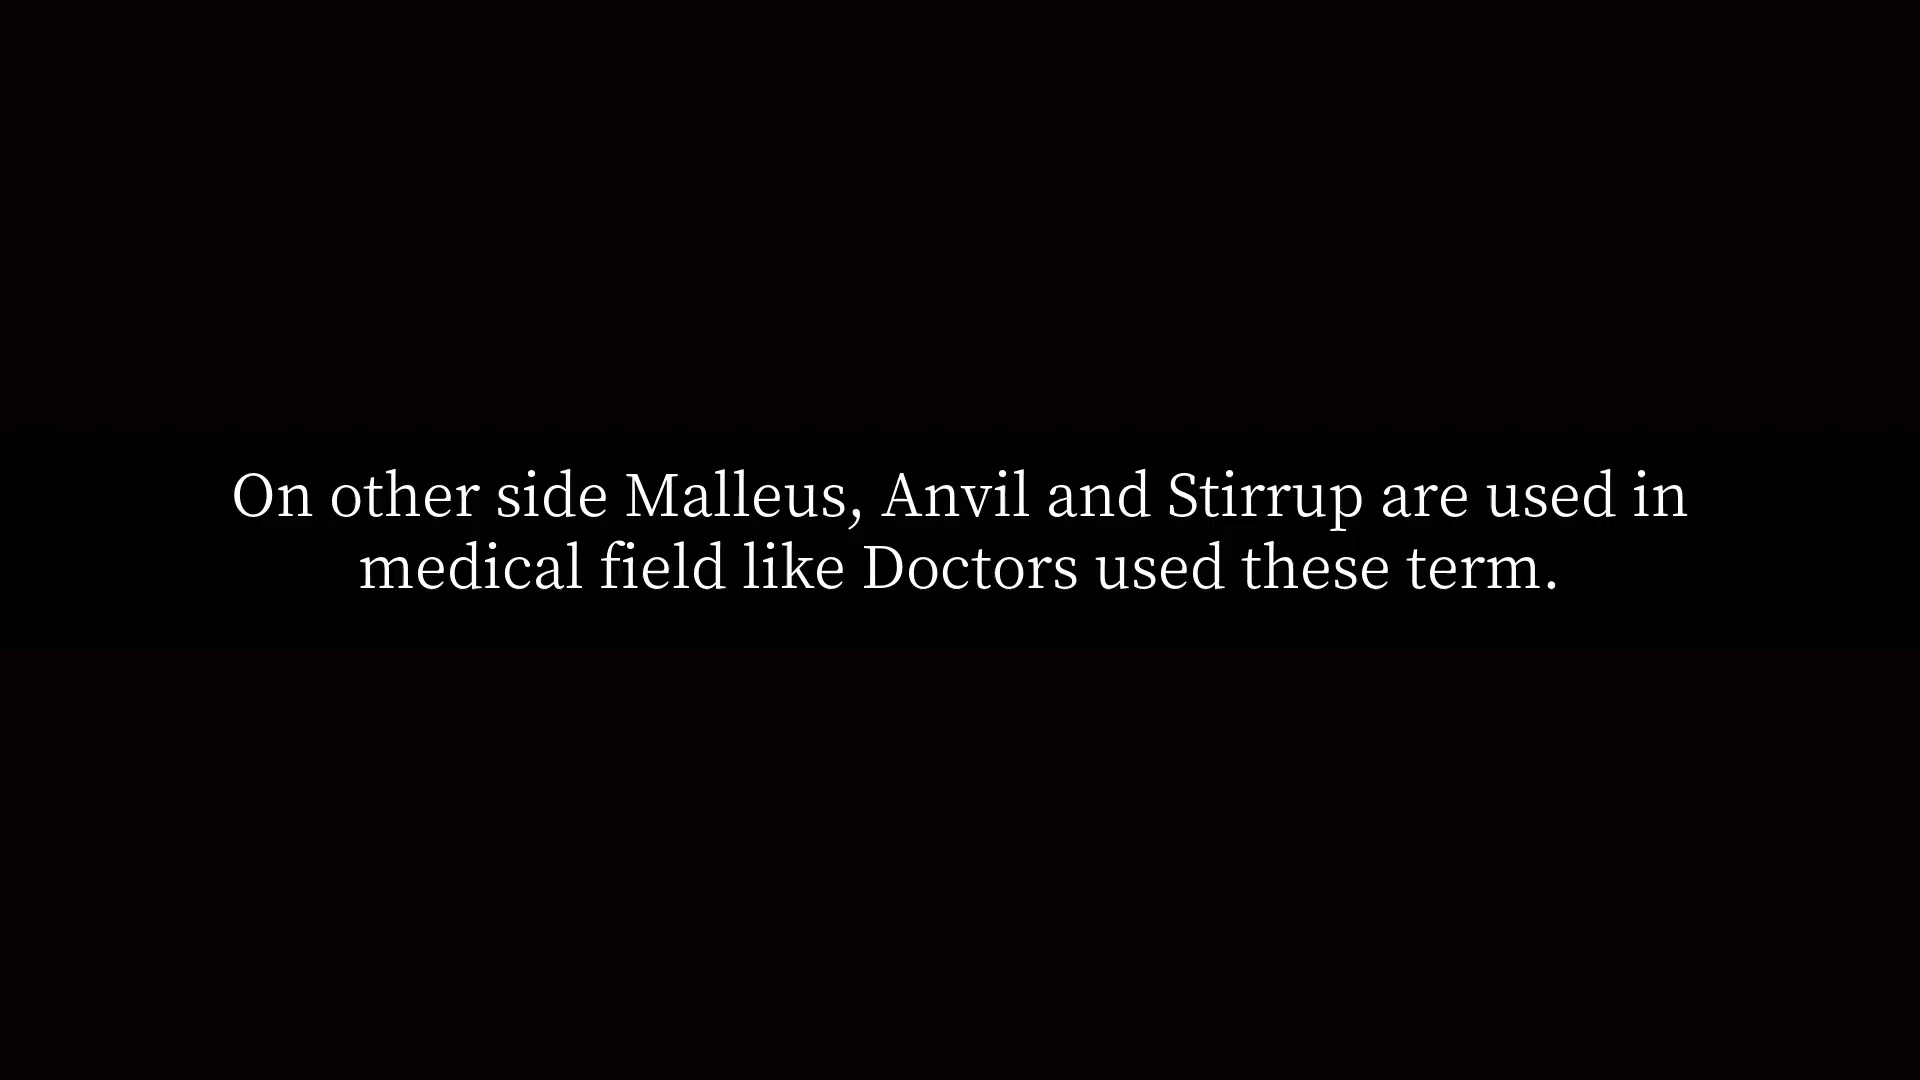 On other side Malleus, Anvil and Stirrup are used in
medical field like Doctors used these term.